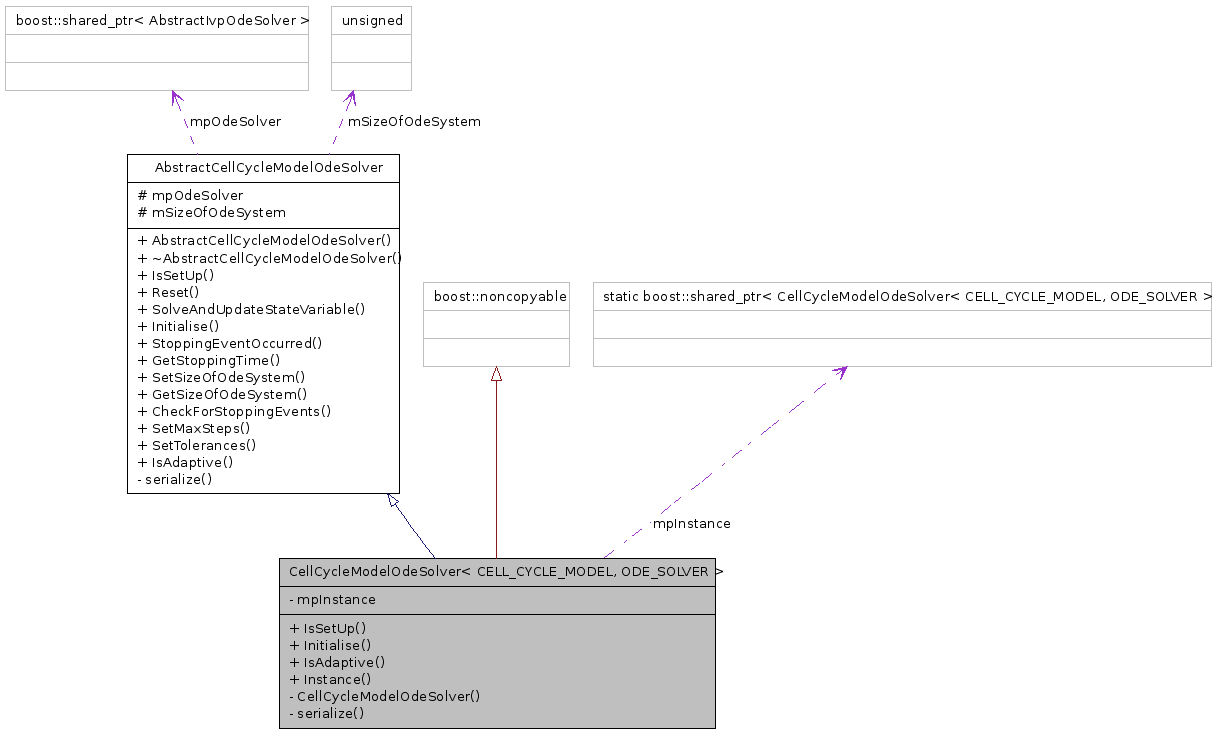 boost::shared_ptr< AbstractIvpOdeSolver >
unsigned
mpOdeSolver
mSizeOfOdeSystem
AbstractCellCycleModelOdeSolver
# mpOdeSolver
# mSizeOfOdeSystem
+ AbstractCellCycleModelOdeSolver()
+ ~AbstractCellCycleModelOdeSolver()
+ IsSetUp()
+ Reset()
+ SolveAndUpdateStateVariable()
+ Initialise()
+ StoppingEventOccurred()
+ GetStoppingTime()
+ SetSizeOfOdeSystem()
+ GetSizeOfOdeSystem()
+ CheckForStoppingEvents()
+ SetMaxSteps()
+ SetTolerances()
+ IsAdaptive()
- serialize()
boost::noncopyable
static boost::shared_ptr< CellCycleModelOdeSolver< CELL_CYCLE_MODEL, ODE_SOLVER >
mpInstance
CellCycleModelOdeSolver< CELL_CYCLE_MODEL, ODE_SOLVER >
- mpInstance
+ IsSetUp()
+ Initialise()
+ IsAdaptive()
+ Instance()
- CellCycleModelOdeSolver()
- serialize()